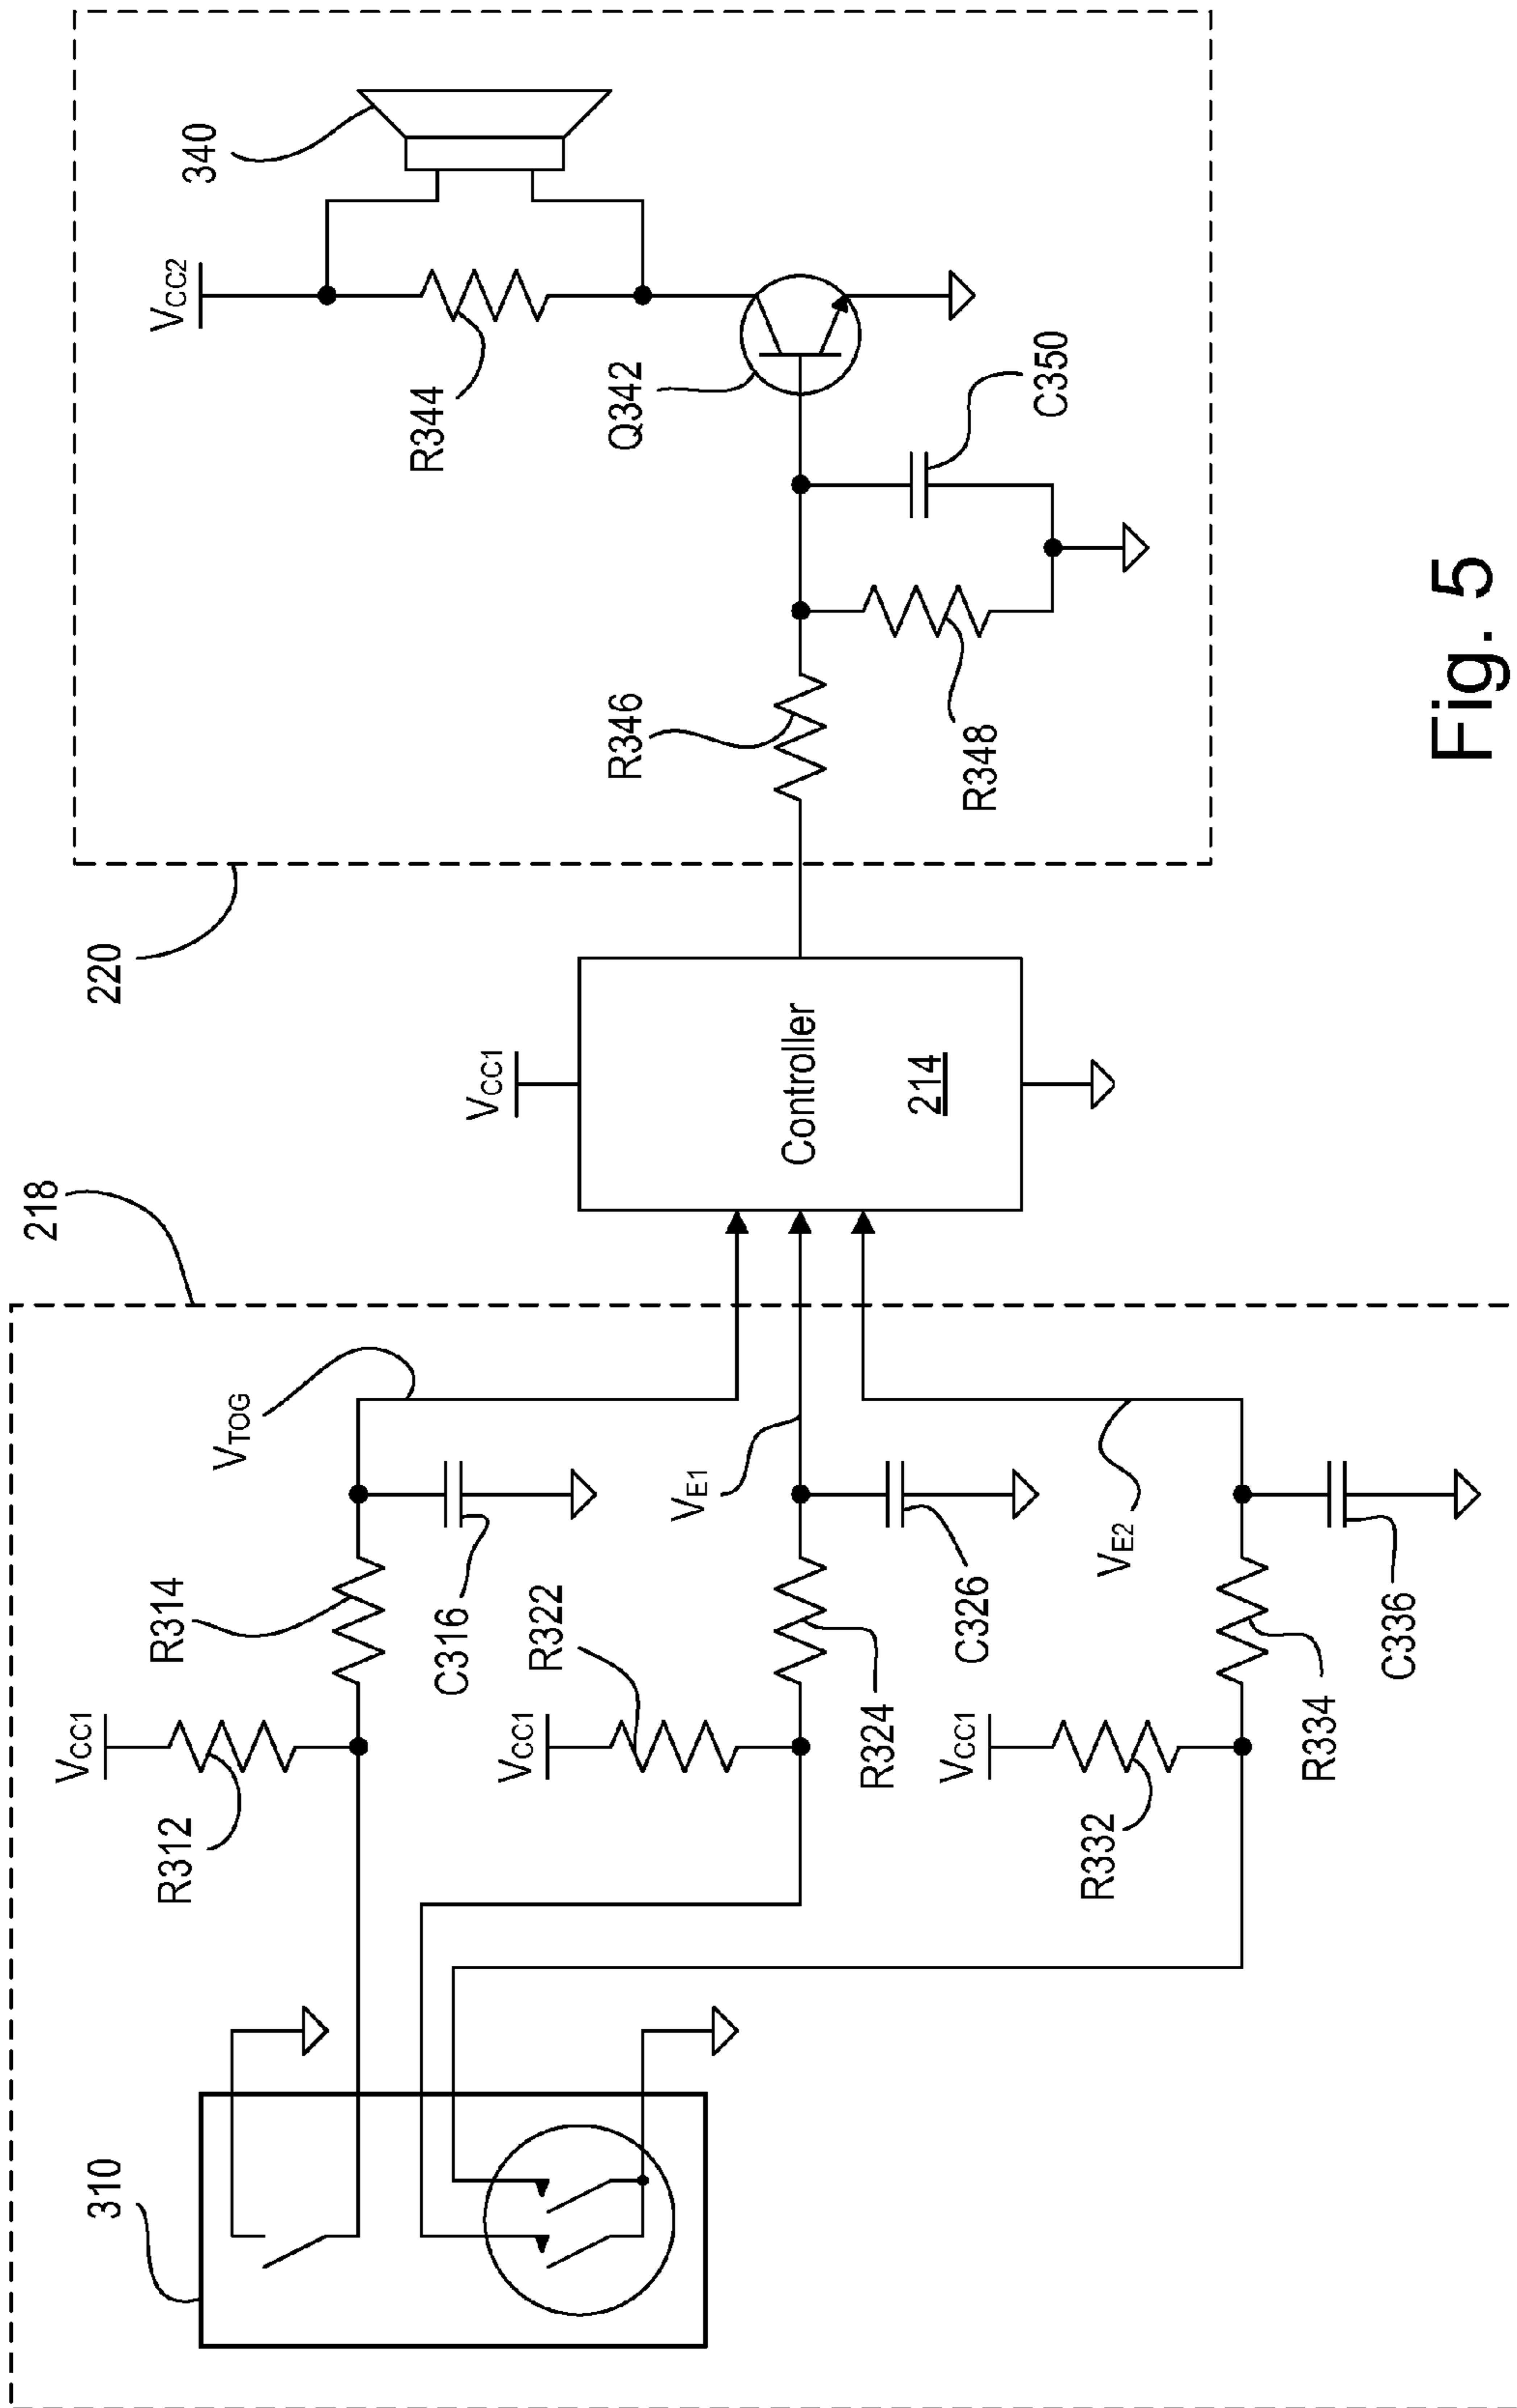 310
VCC1
R312
R314
VTOG
C316
218
VCC1
R322
R324
VE1
C326
VCC1
R332
R334
VE2
C336
VCC1
Controller
214
220
R346
R348
C350
Q342
R344
VCC2
340
Fig. 5